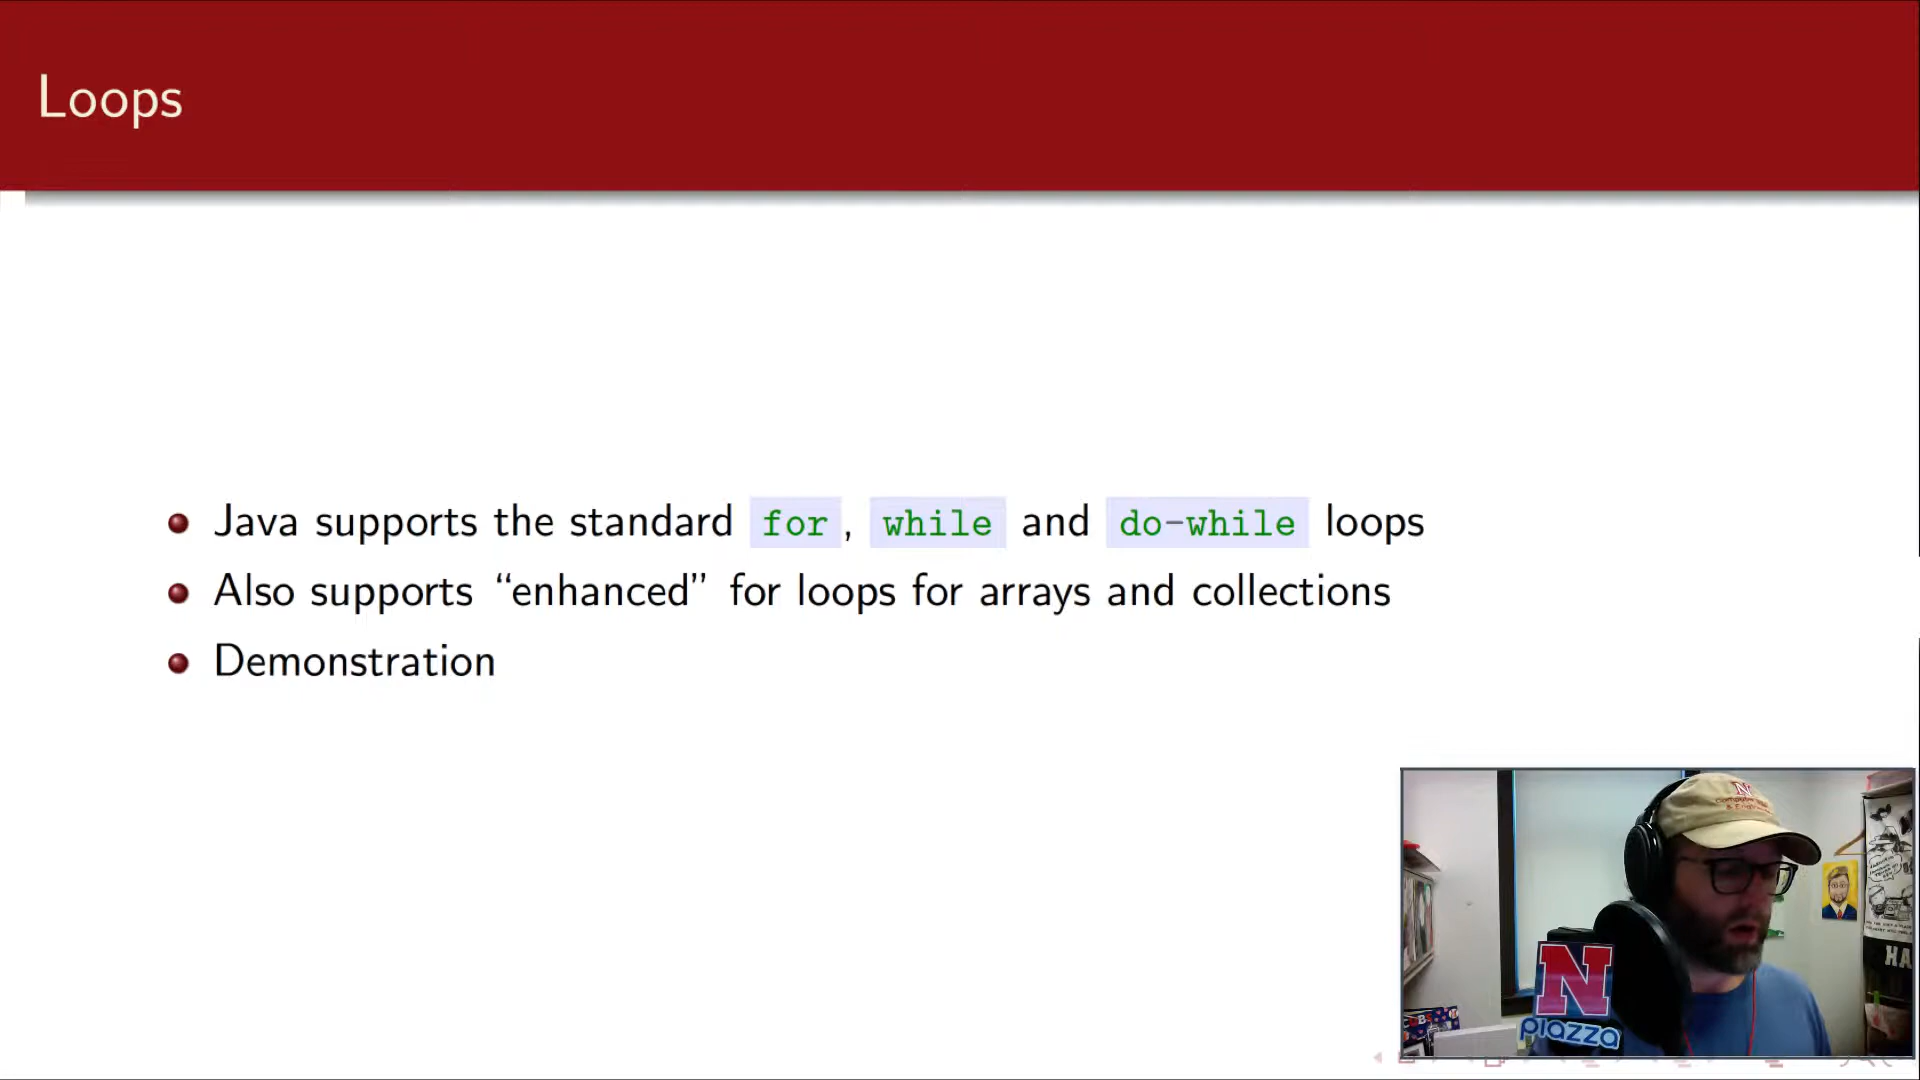 Loops
Java supports the standard for, while and do-while loops
Also supports “enhanced” for loops for arrays and collections
Demonstration
N
N
piazza
HA